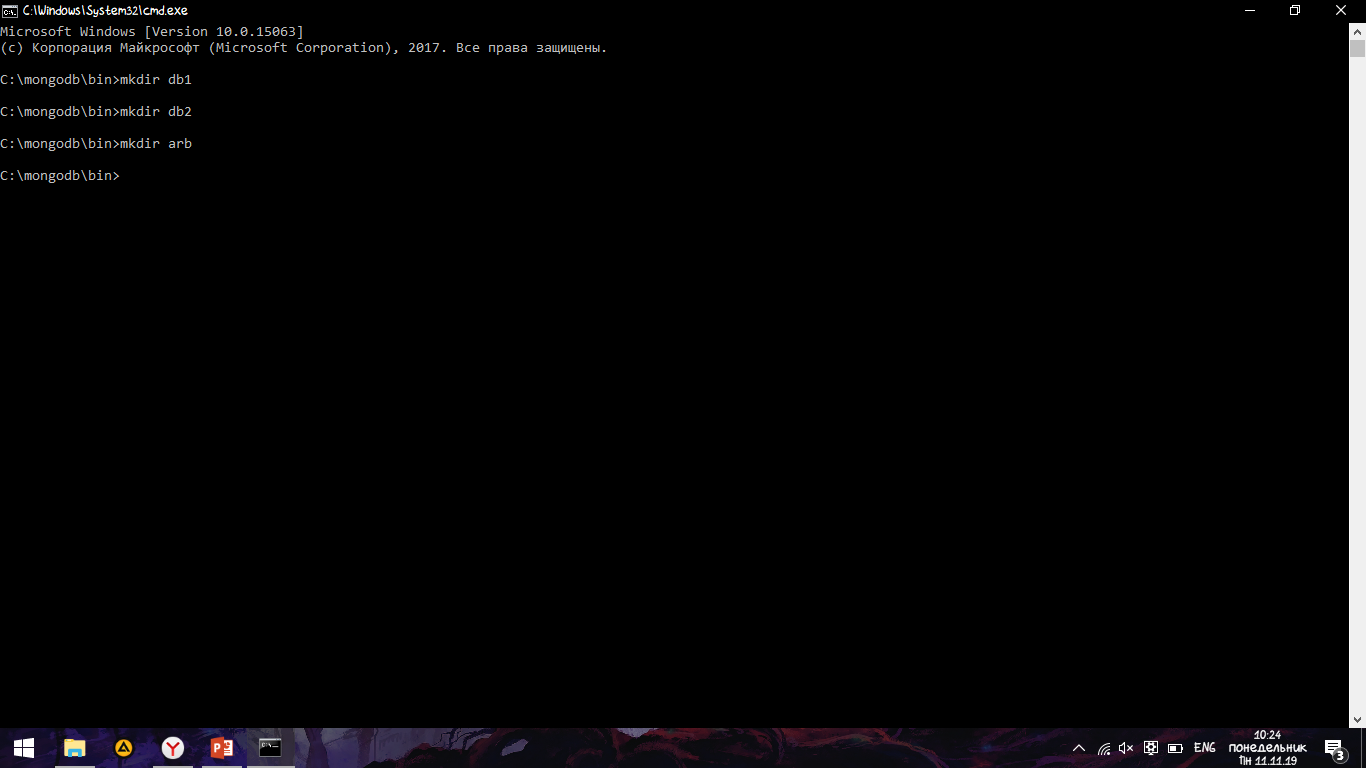 C:\Windows\System32\cmd.exe
Microsoft Windows [Version 10.0.15063]
(c) Корпорация Майкрософт (Microsoft Corporation), 2017. Все права защищены.
C:\mongodb\bin>mkdir db1
C:\mongodb\bin>mkdir db2
C:\mongodb\bin>mkdir arb
C:\mongodb\bin>
ENG
10:24
понедельник
Пн 11.11.19
3